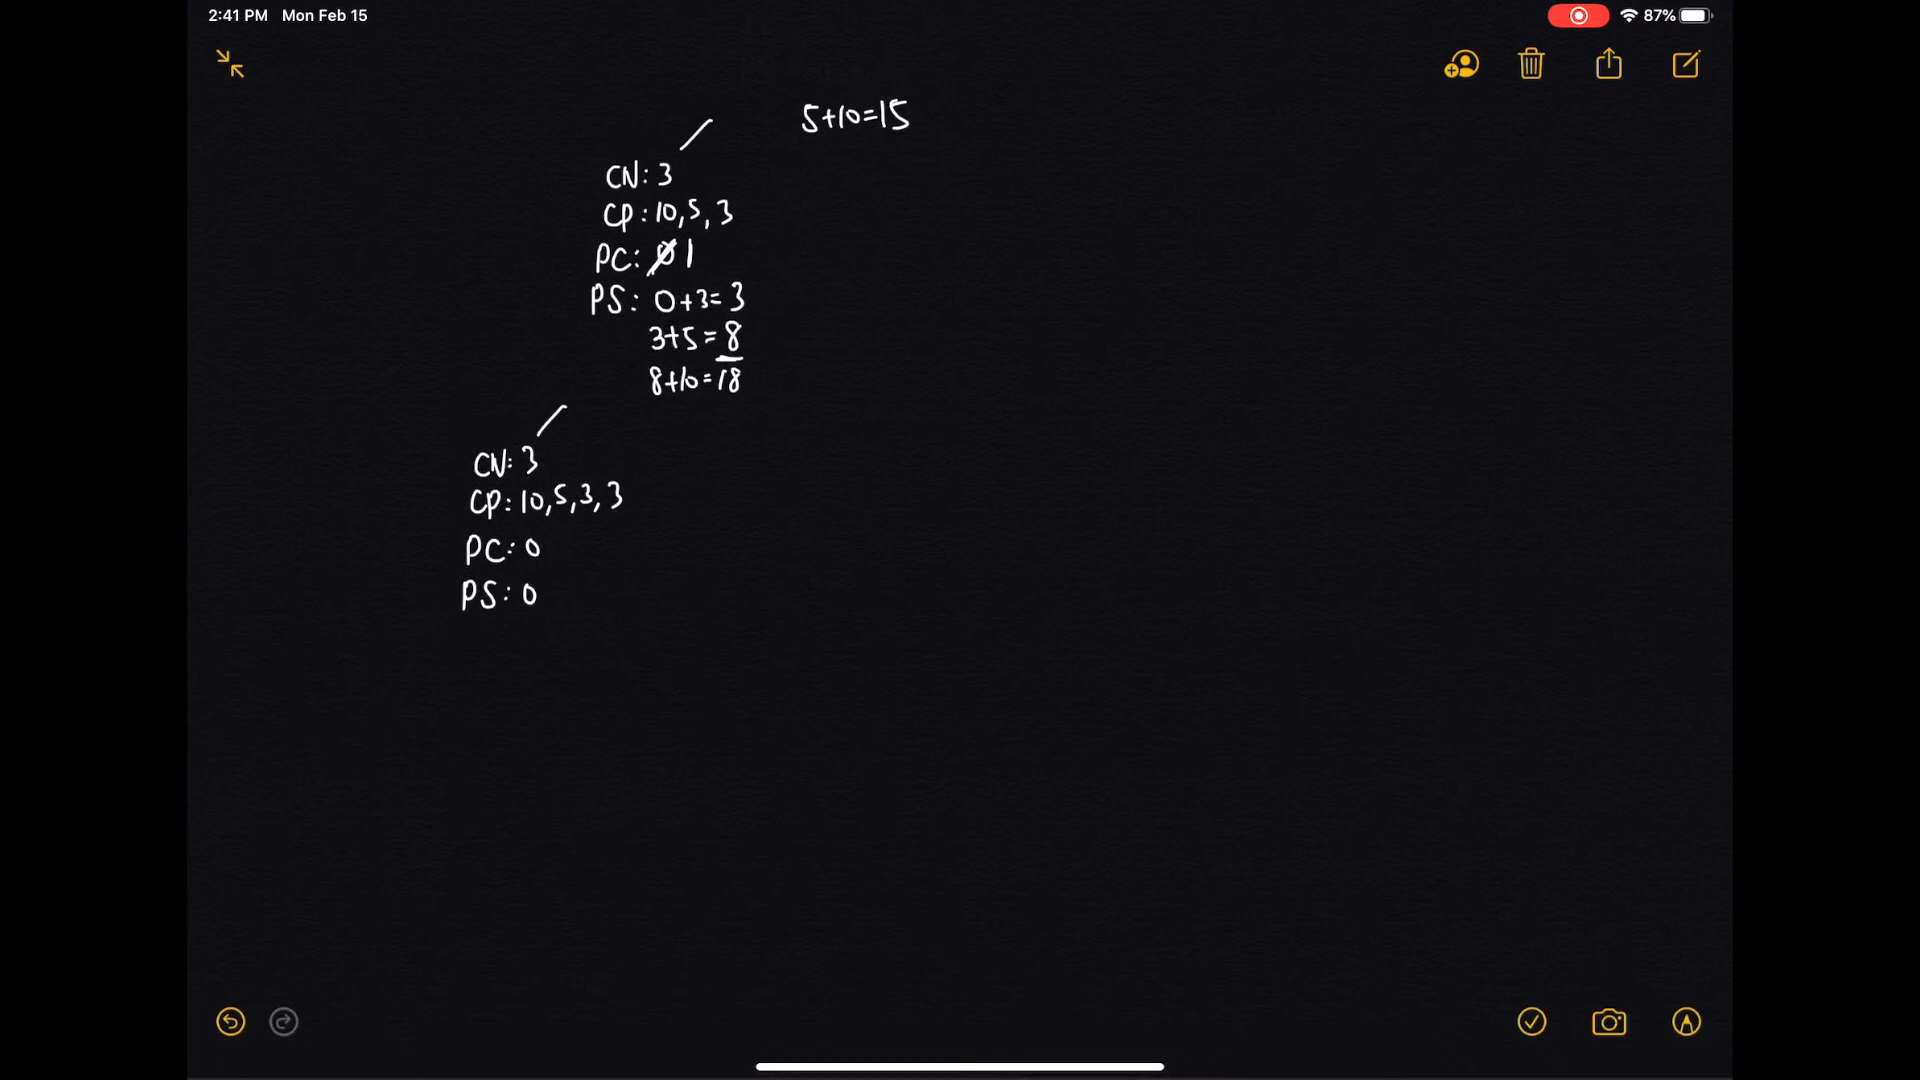 2:41 PM Mon Feb 15
87%
5+10=15
CN: 3
CP: 10, 5, 3
PC: 0 1
PS: 0+3=3
3+5=8
8+10=18
CN: 3
CP: 10, 5, 3, 3
PC: 0
PS: 0